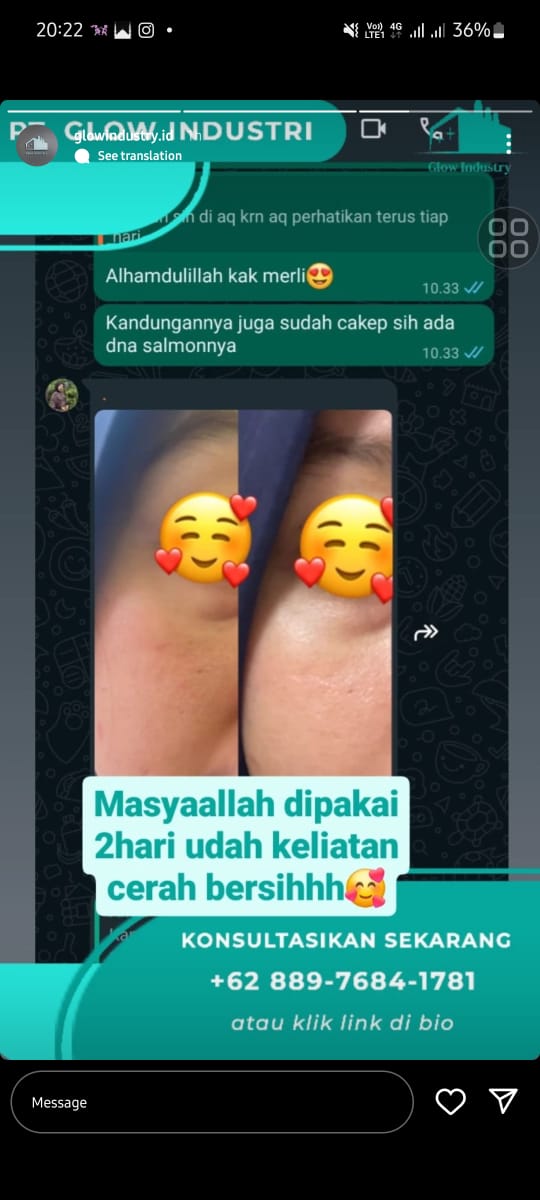 20:22
Vo)) 4G
LTE1
36%
PT. GLOW INDUSTRI
glowindustry.id
See translation
Glow Industry
di aq krn aq perhatikan terus tiap
hari
Alhamdulillah kak merli😍
10.33
Kandungannya juga sudah cakep sih ada
dna salmonnya
10.33
Masyaallah dipakai
2hari udah keliatan
cerah bersihhh🥰
KONSULTASIKAN SEKARANG
+62 889-7684-1781
atau klik link di bio
Message